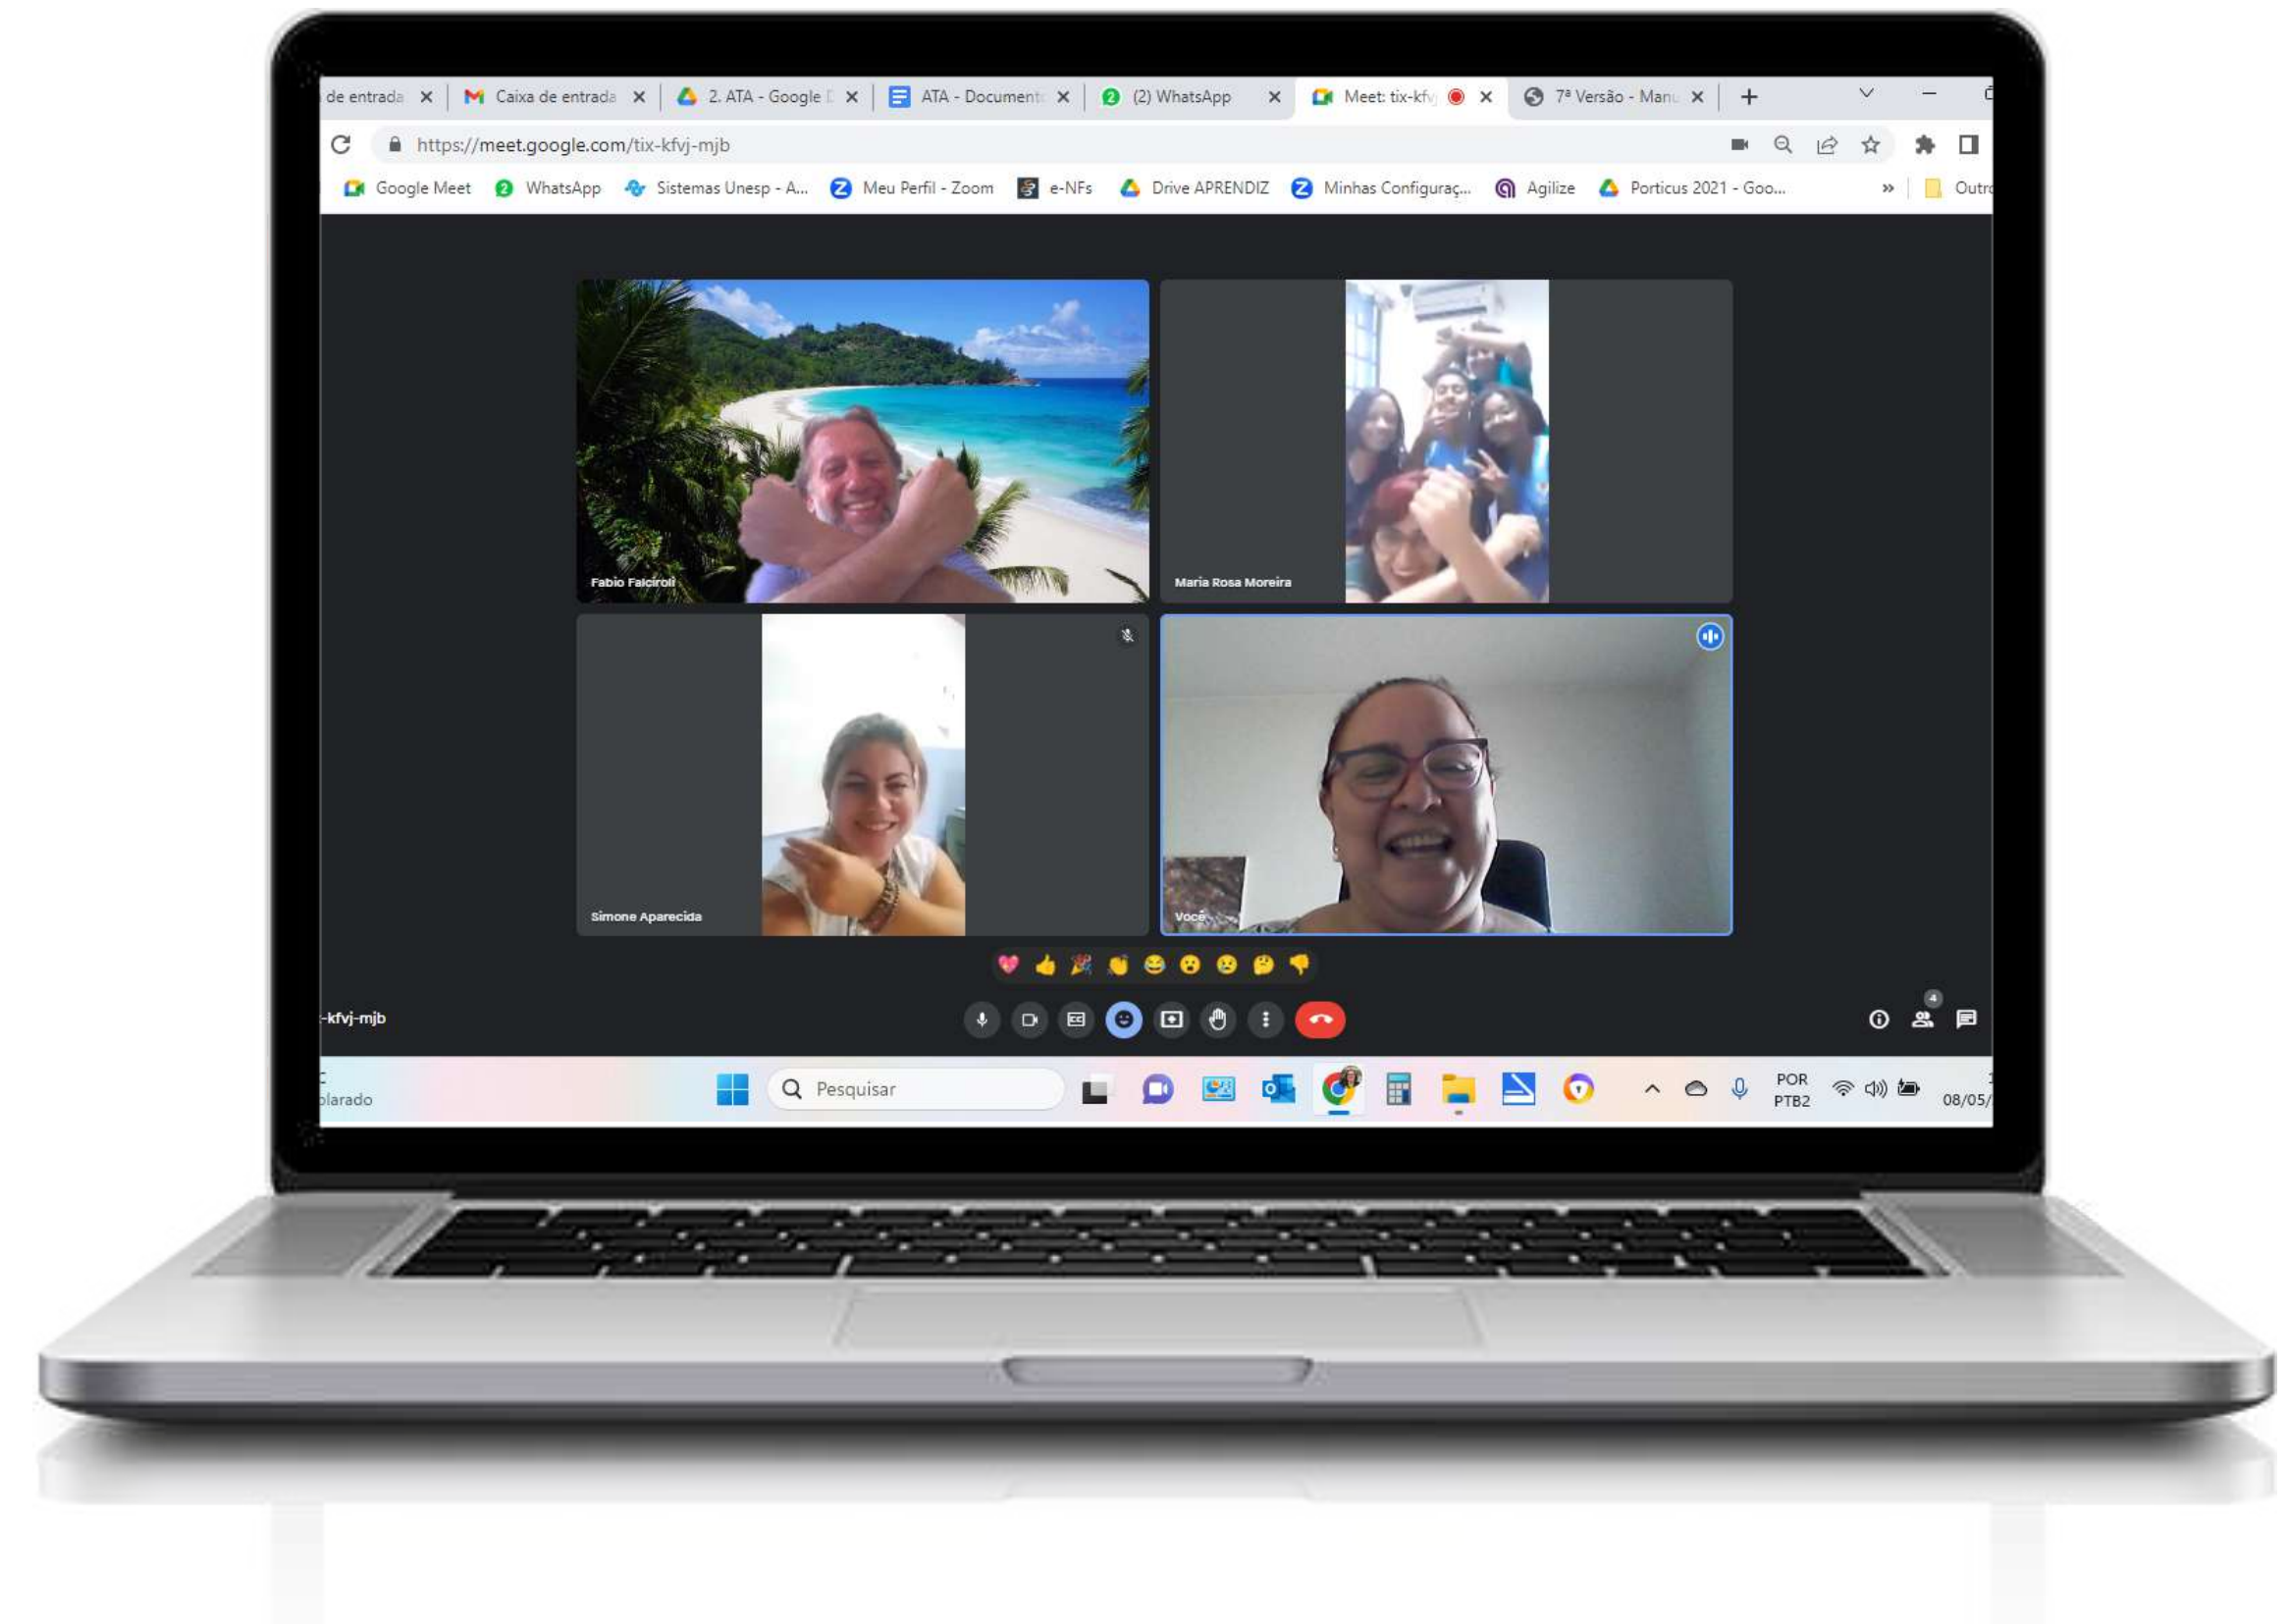 de entrada
Caixa de entrada
2. ATA - Google
ATA - Document
(2) WhatsApp
Meet: tix-kfv
7ª Versão - Manu
https://meet.google.com/tix-kfvj-mjb
Google Meet
WhatsApp
Sistemas Unesp - A...
Meu Perfil - Zoom
e-NFs
Drive APRENDIZ
Minhas Configuraç...
Agilize
Porticus 2021 - Goo...
»
Outro
Fabio Falciroli
Maria Rosa Moreira
Simone Aparecida
Você
-kfvj-mjb
CC
4
olarado
Pesquisar
POR
PTB2
08/05/